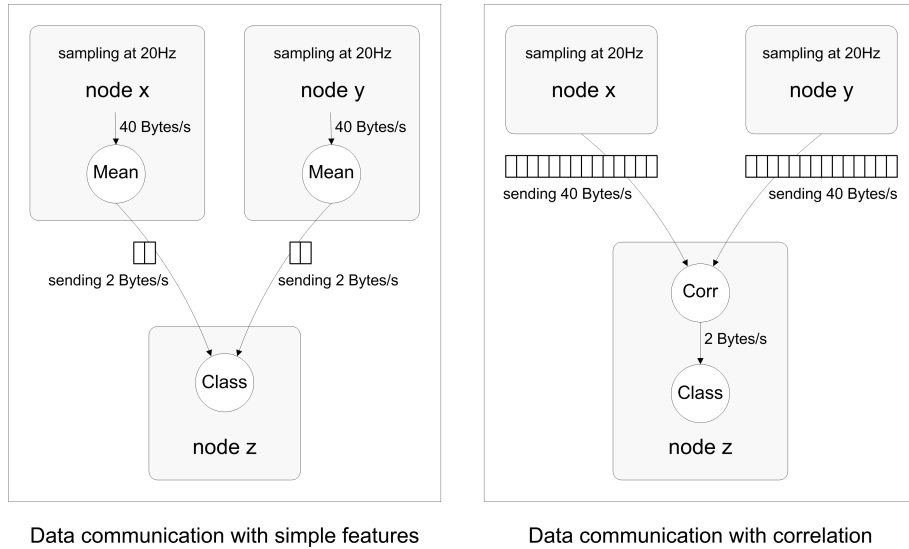 sampling at 20Hz
node x
40 Bytes/s
Mean
sampling at 20Hz
node y
40 Bytes/s
Mean
sending 2 Bytes/s
sending 2 Bytes/s
Class
node z
Data communication with simple features
sampling at 20Hz
node x
sampling at 20Hz
node y
sending 40 Bytes/s
sending 40 Bytes/s
Corr
2 Bytes/s
Class
node z
Data communication with correlation